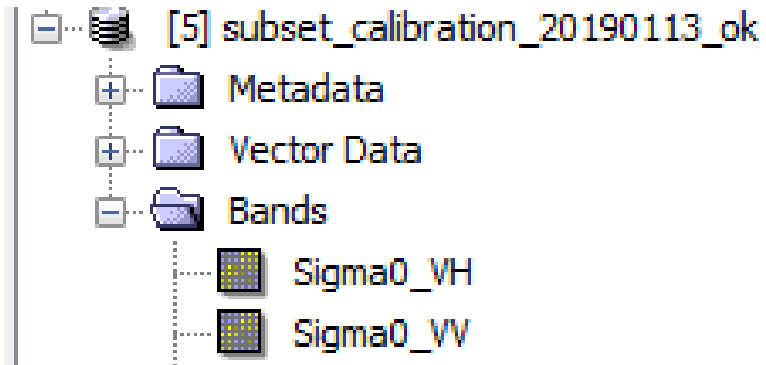 [5] subset_calibration_20190113_ok
Metadata
Vector Data
Bands
Sigma0_VH
Sigma0_VV